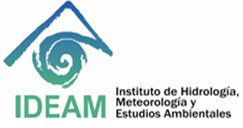 IDEAM
Instituto de Hidrología,
Meteorología y
Estudios Ambientales